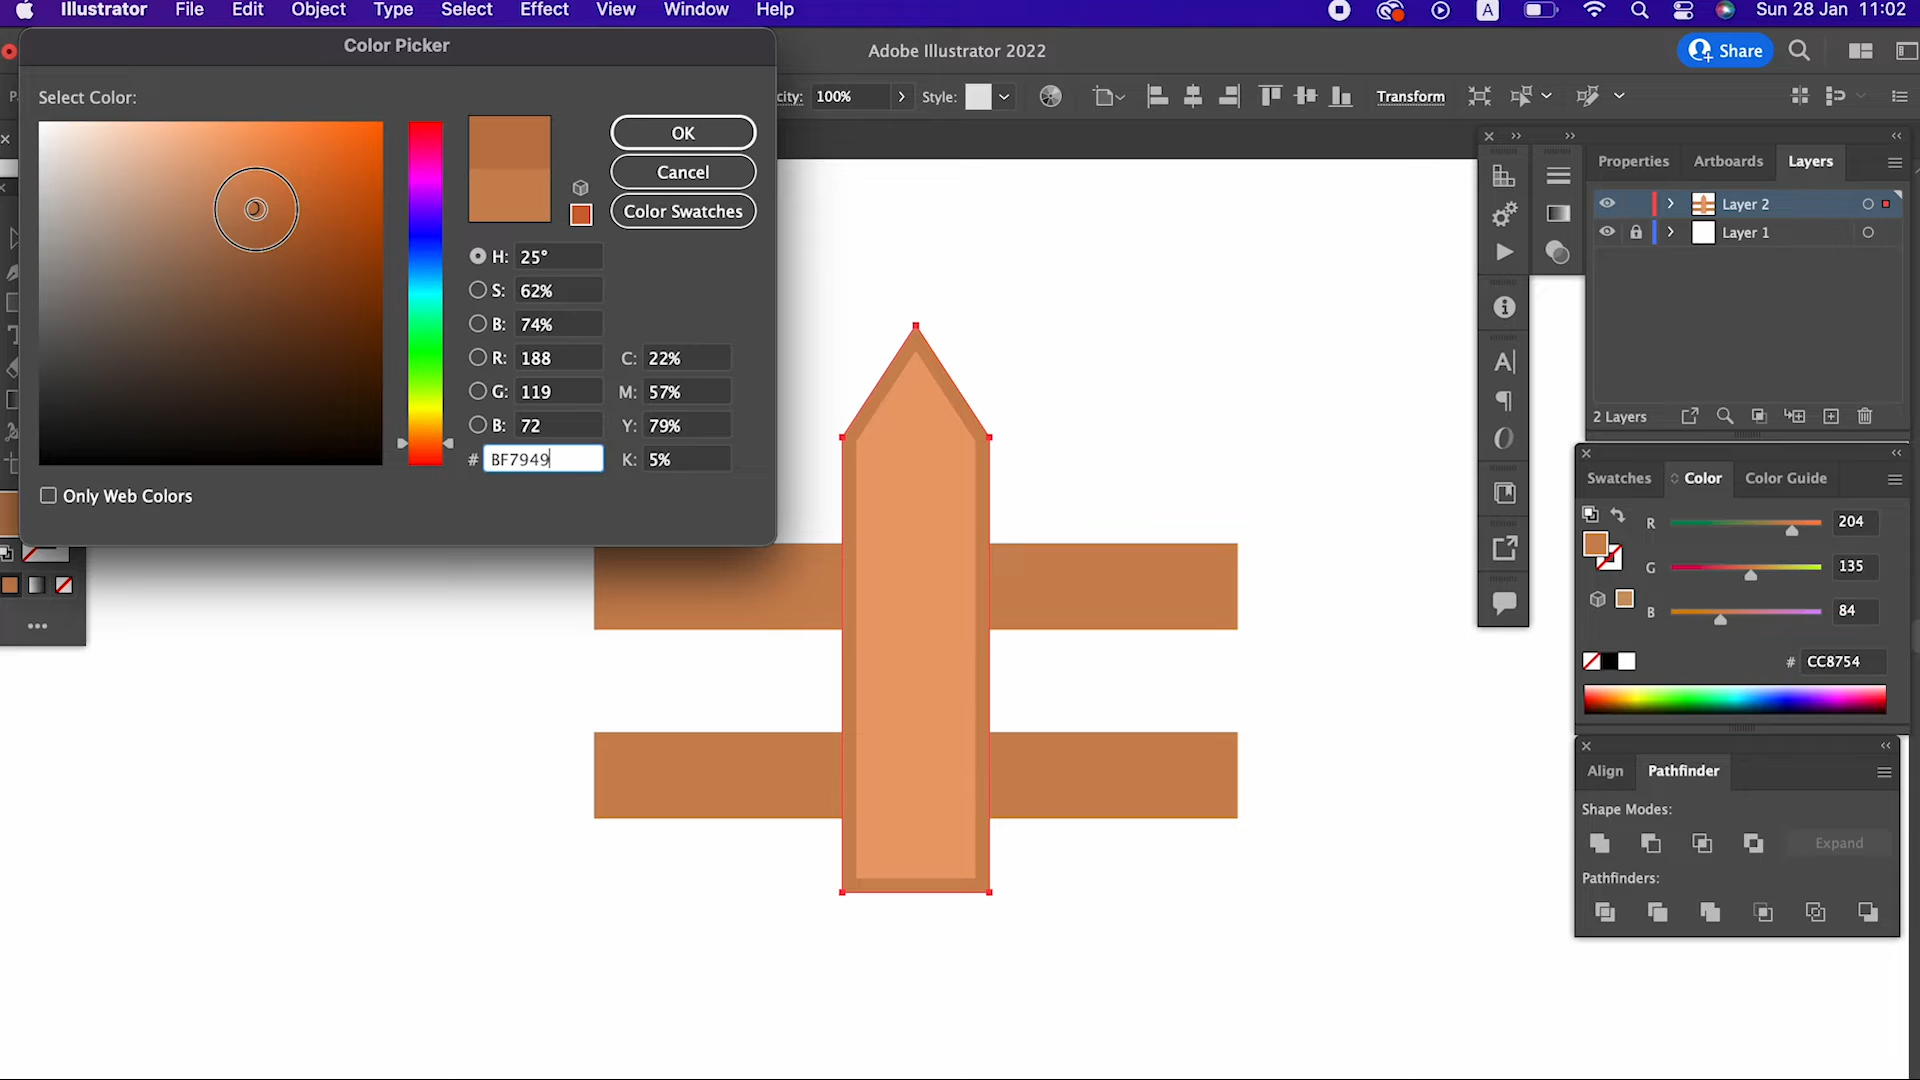 Illustrator File Edit Object Type Select Effect View Window Help A Sun 28 Jan 11:02
Color Picker
Adobe Illustrator 2022
Share
Select Color:
100%
Style:
Transform
OK
Cancel
Color Swatches
H: 25°
S: 62%
B: 74%
R: 188 C: 22%
G: 119 M: 57%
B: 72 Y: 79%
# BF7949 K: 5%
Only Web Colors
Properties Artboards Layers
Layer 2
Layer 1
2 Layers
Swatches Color Color Guide
R 204
G 135
B 84
# CC8754
Align Pathfinder
Shape Modes:
Expand
Pathfinders: